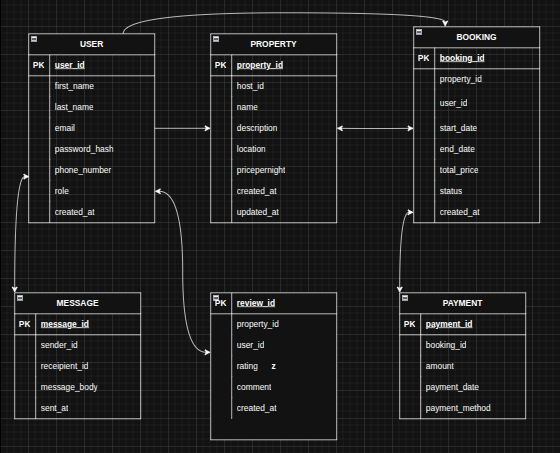 USER
PK user_id
first_name
last_name
email
password_hash
phone_number
role
created_at
PROPERTY
PK property_id
host_id
name
description
location
pricepernight
created_at
updated_at
BOOKING
PK booking_id
property_id
user_id
start_date
end_date
total_price
status
created_at
MESSAGE
PK message_id
sender_id
receipient_id
message_body
sent_at
PK review_id
property_id
user_id
rating z
comment
created_at
PAYMENT
PK payment_id
booking_id
amount
payment_date
payment_method